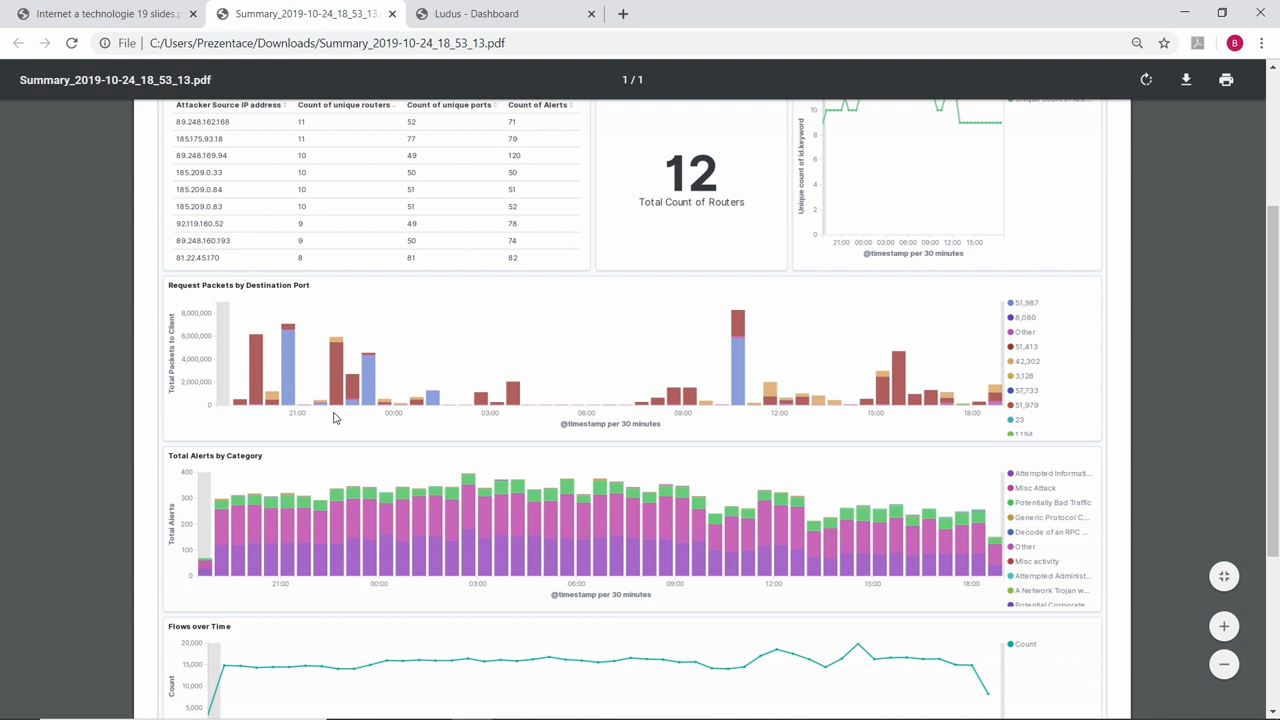 Internet a technologie 19 slides.p
Summary_2019-10-24_18_53_13.
Ludus - Dashboard
File
C:/Users/Prezentace/Downloads/Summary_2019-10-24_18_53_13.pdf
B
Summary_2019-10-24_18_53_13.pdf
1 / 1
Attacker Source IP address Count of unique routers Count of unique ports Count of Alerts
89.248.162.168 11 52 71
185.175.93.18 11 77 79
89.248.169.94 10 49 120
185.209.0.33 10 50 50
185.209.0.84 10 51 51
185.209.0.83 10 51 52
92.119.160.52 9 49 78
89.248.160.193 9 50 74
81.22.45.170 8 81 82
12
Total Count of Routers
Unique count of id.keyword
10
8
6
4
2
0
21:00 00:00 03:00 06:00 09:00 12:00 15:00
@timestamp per 30 minutes
Request Packets by Destination Port
Total Packets to Client
8,000,000
6,000,000
4,000,000
2,000,000
0
21:00 00:00 03:00 06:00 09:00 12:00 15:00 18:00
@timestamp per 30 minutes
51,987
8,080
Other
51,413
42,302
3,128
57,733
51,979
23
1,194
Total Alerts by Category
Total Alerts
400
300
200
100
0
21:00 00:00 03:00 06:00 09:00 12:00 15:00 18:00
@timestamp per 30 minutes
Attempted Informati...
Misc Attack
Potentially Bad Traffic
Generic Protocol C...
Decode of an RPC ...
Other
Misc activity
Attempted Administ...
A Network Trojan w...
Potential Corporate
Flows over Time
Count
20,000
15,000
10,000
5,000
Count